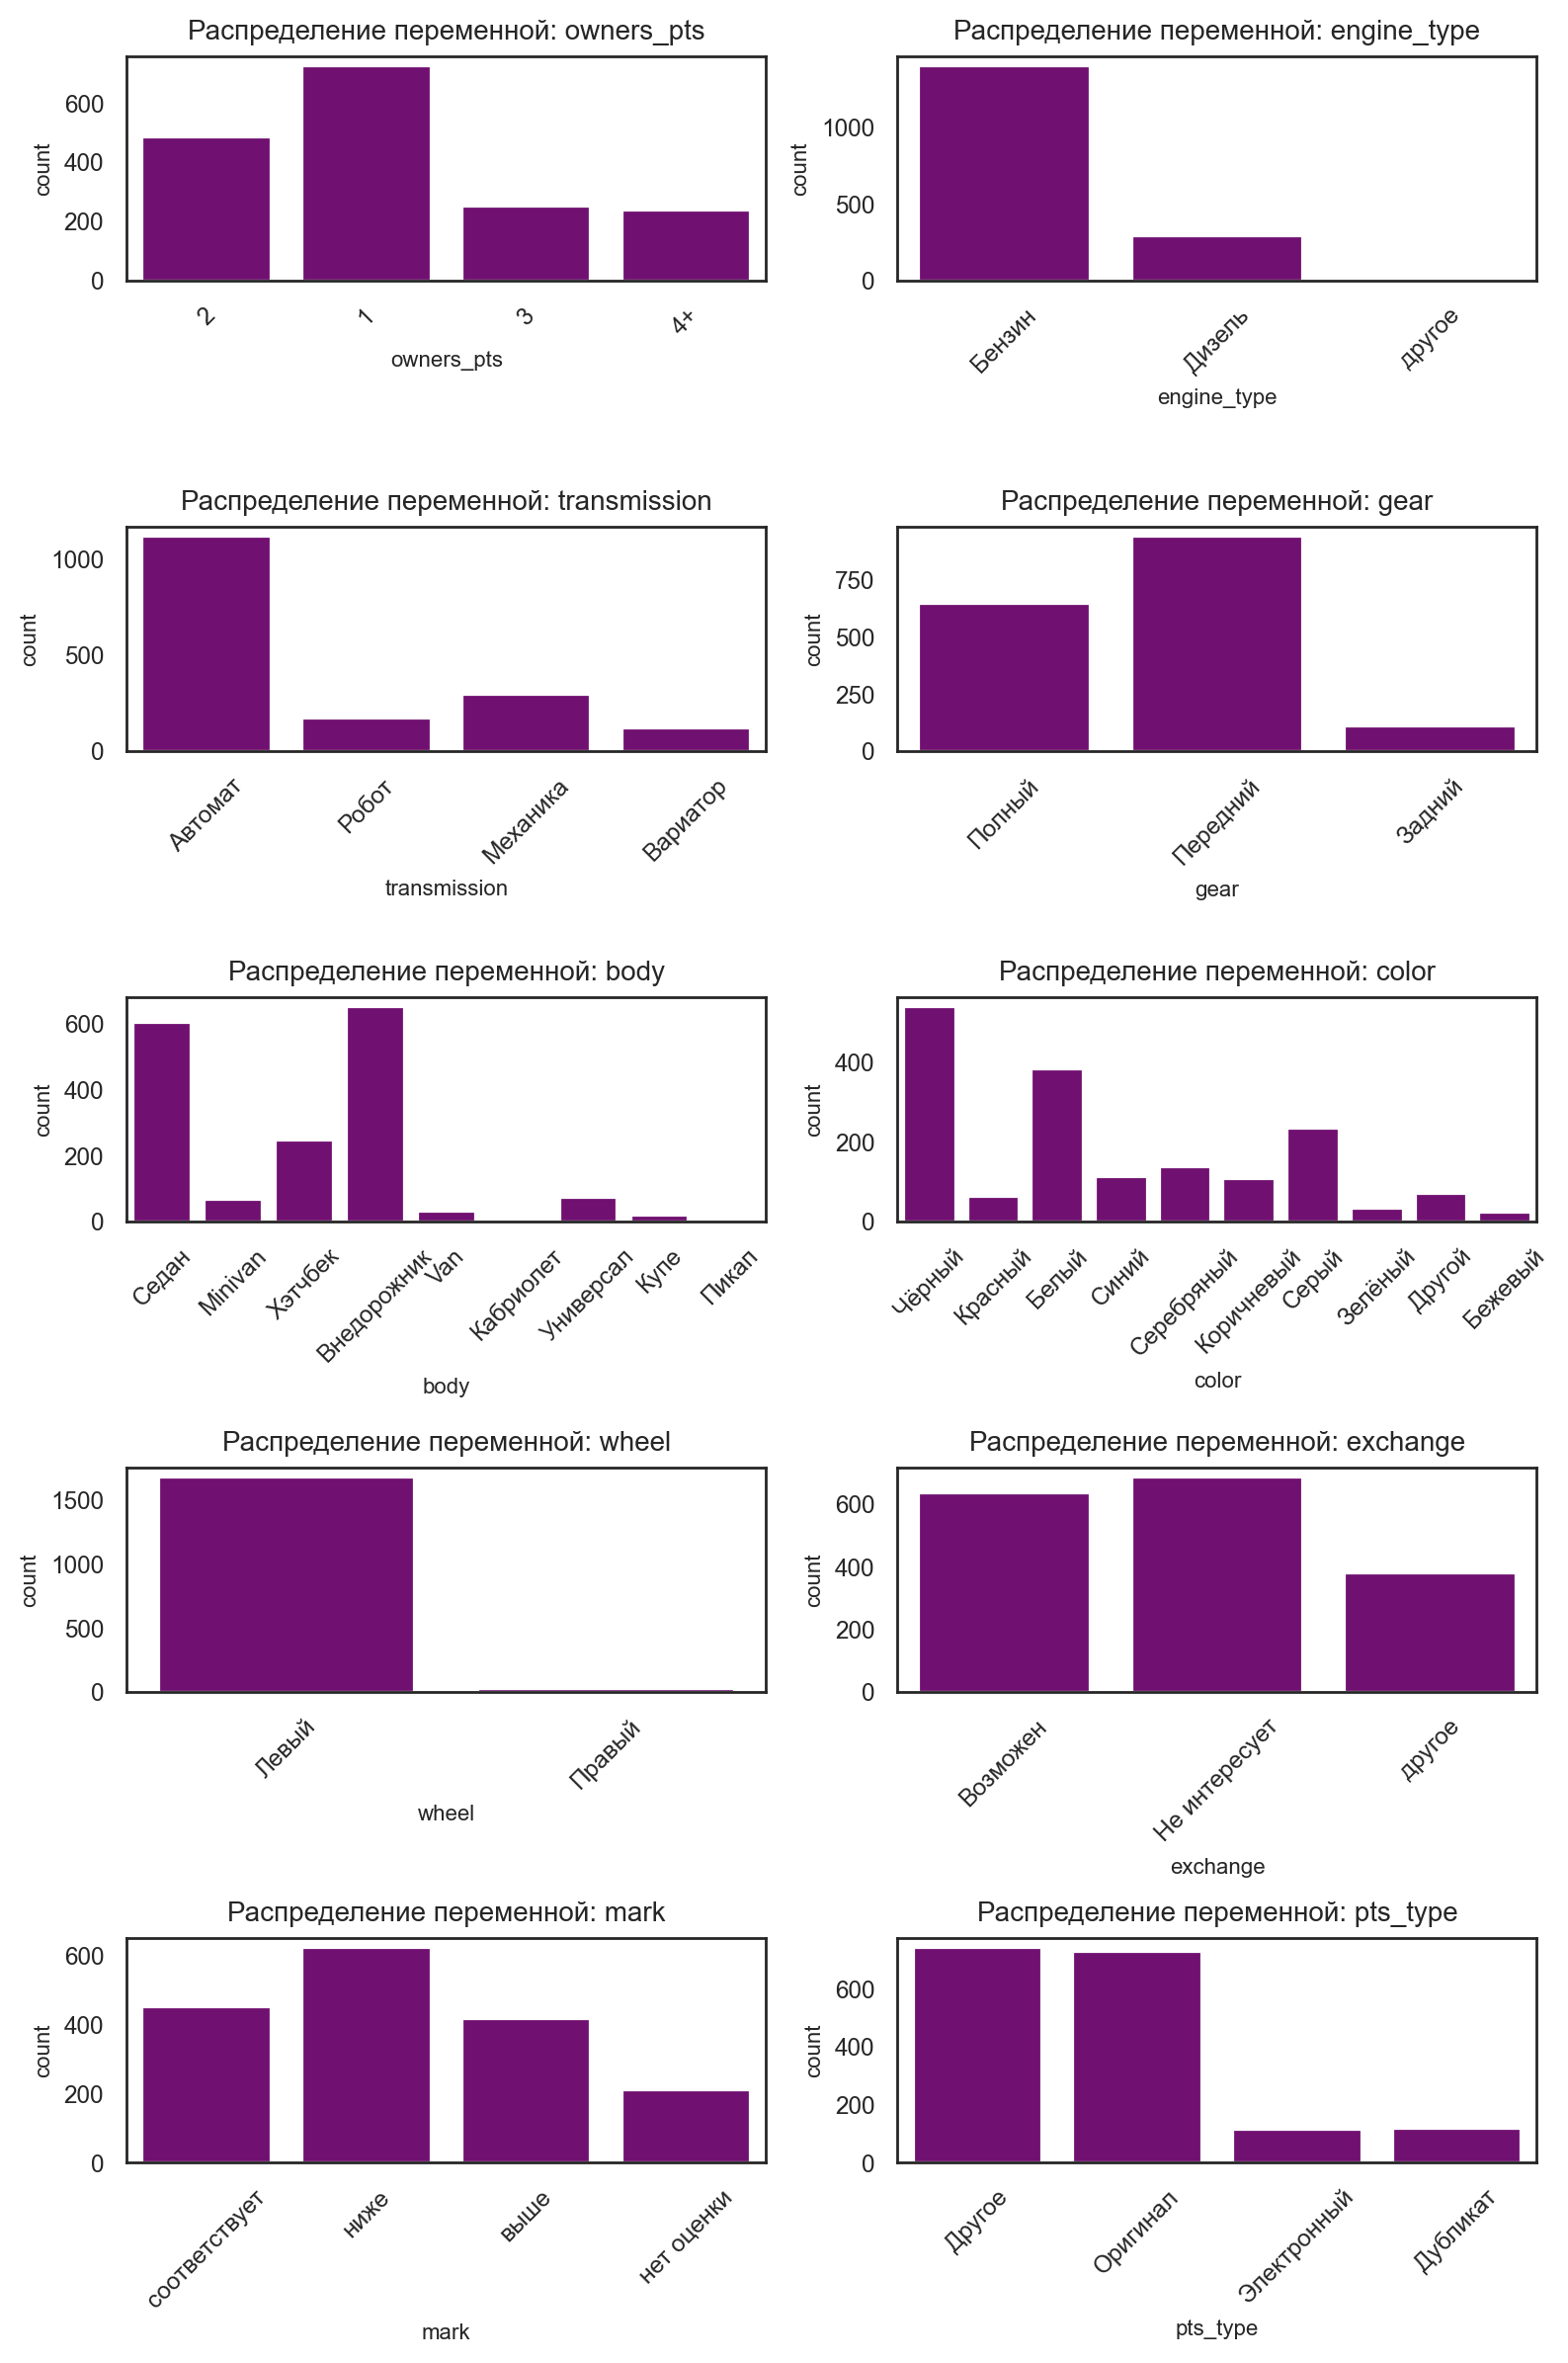 Распределение переменной: owners_pts
count
600
400
200
0
2
1
3
4+
owners_pts
Распределение переменной: engine_type
count
1000
500
0
Бензин
Дизель
другое
engine_type
Распределение переменной: transmission
count
1000
500
0
Автомат
Робот
Механика
Вариатор
transmission
Распределение переменной: gear
count
750
500
250
0
Полный
Передний
Задний
gear
Распределение переменной: body
count
600
400
200
0
Седан
Minivan
Хэтчбек
Внедорожник
Van
Кабриолет
Универсал
Купе
Пикап
body
Распределение переменной: color
count
400
200
0
Чёрный
Красный
Белый
Синий
Серебряный
Коричневый
Серый
Зелёный
Другой
Бежевый
color
Распределение переменной: wheel
count
1500
1000
500
0
Левый
Правый
wheel
Распределение переменной: exchange
count
600
400
200
0
Возможен
Не интересует
другое
exchange
Распределение переменной: mark
count
600
400
200
0
соответствует
ниже
выше
нет оценки
mark
Распределение переменной: pts_type
count
600
400
200
0
Другое
Оригинал
Электронный
Дубликат
pts_type